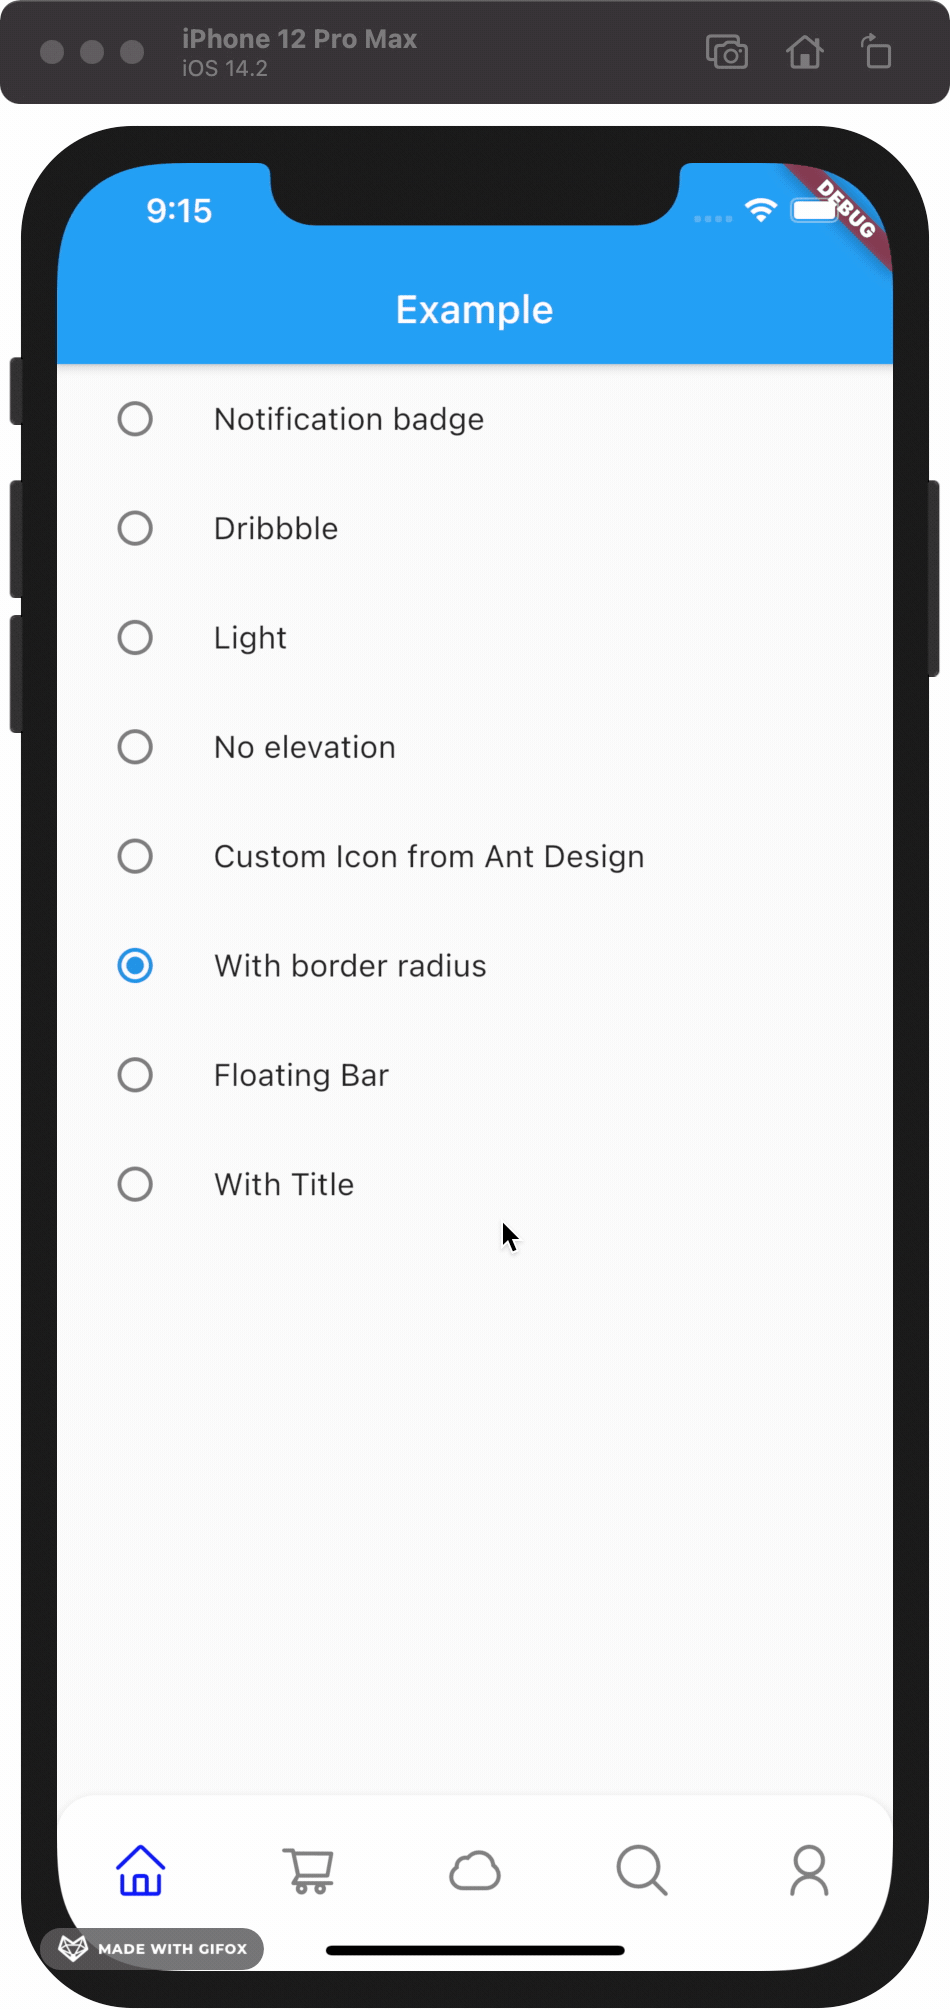 iPhone 12 Pro Max
iOS 14.2
9:15
DEBUG
Example
Notification badge
Dribbble
Light
No elevation
Custom Icon from Ant Design
With border radius
Floating Bar
With Title
MADE WITH GIFOX